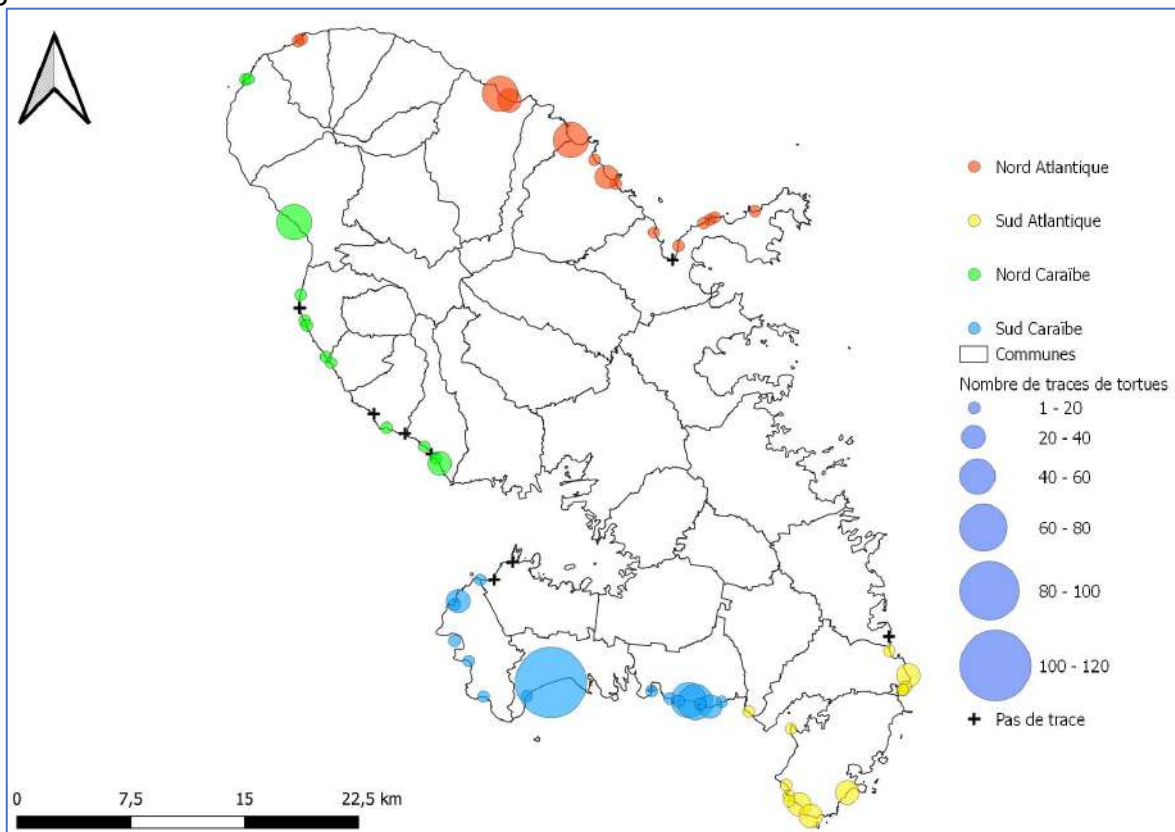 Nord Atlantique
Sud Atlantique
Nord Caraïbe
Sud Caraïbe
Communes
Nombre de traces de tortues
1 - 20
20 - 40
40 - 60
60 - 80
80 - 100
100 - 120
Pas de trace
0 7,5 15 22,5 km